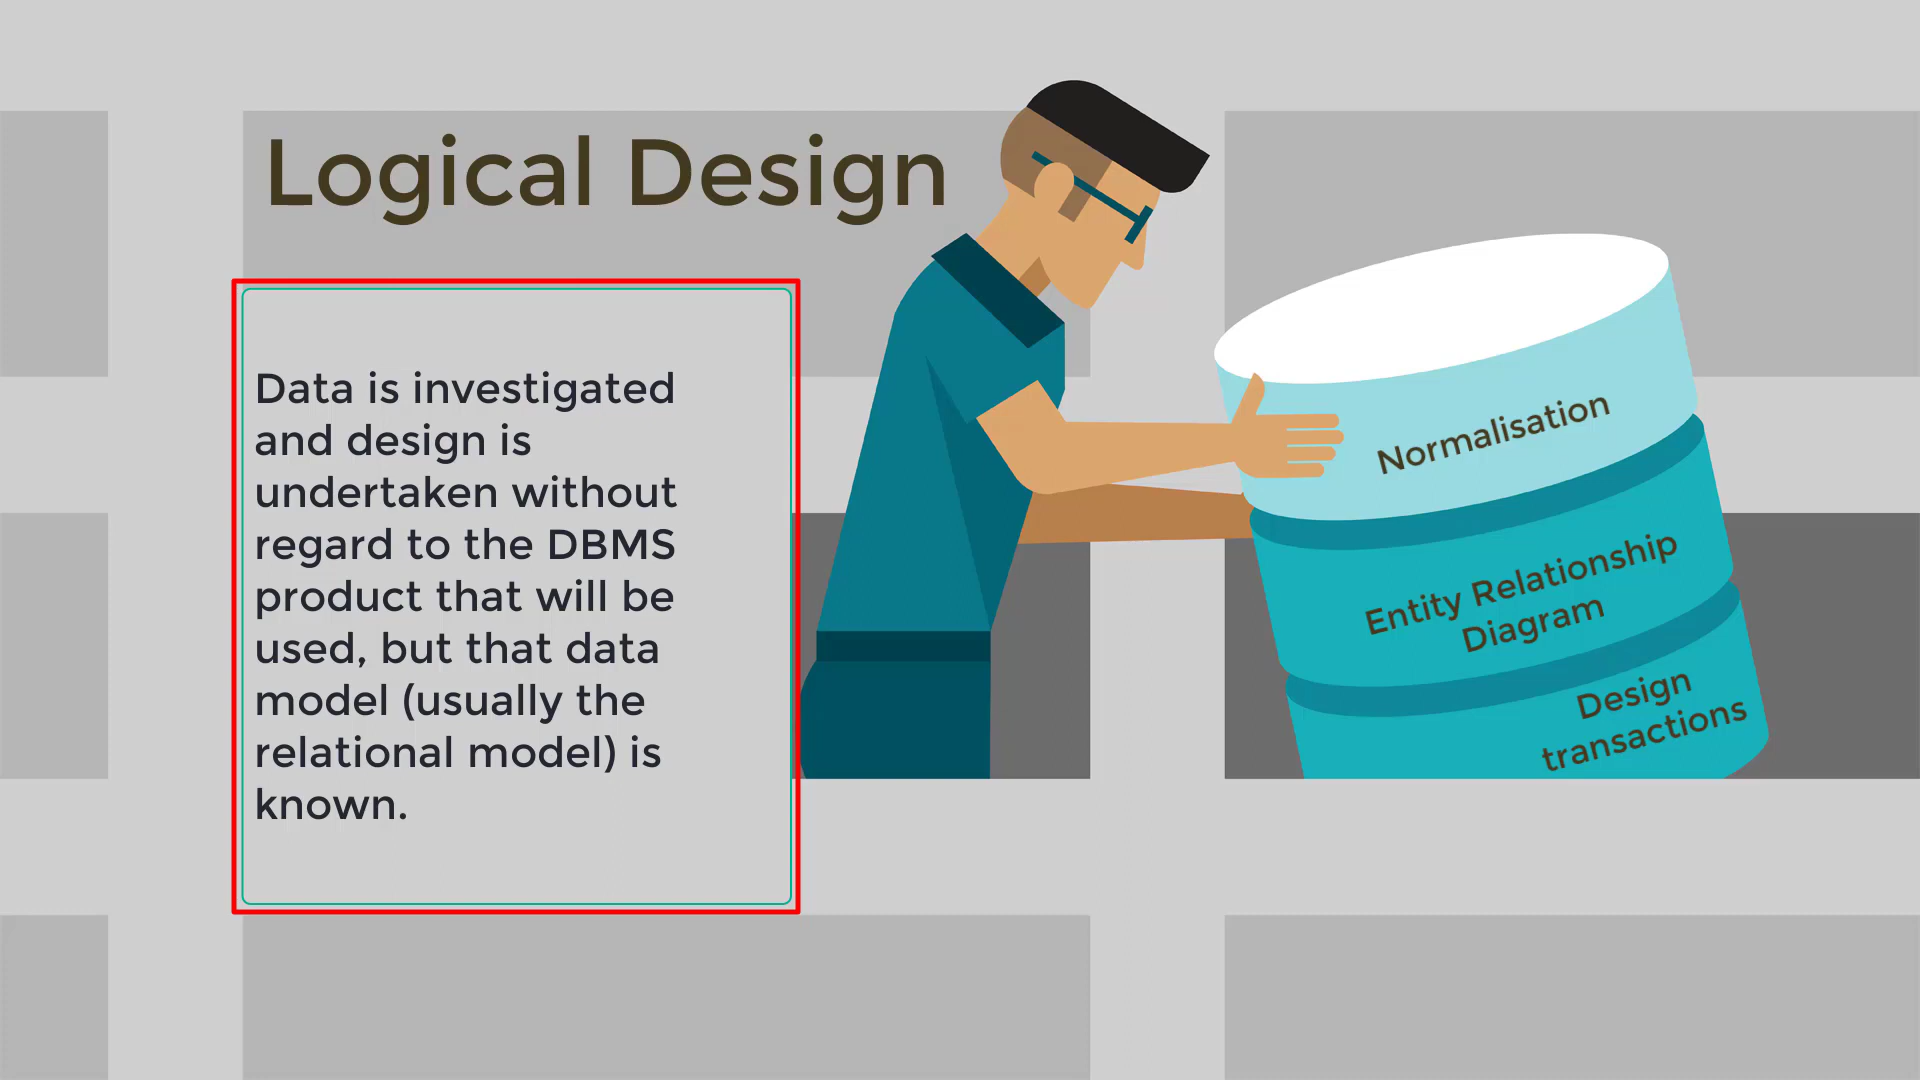 Logical Design
Data is investigated
and design is
undertaken without
regard to the DBMS
product that will be
used, but that data
model (usually the
relational model) is
known.
Normalisation
Entity Relationship
Diagram
Design
transactions